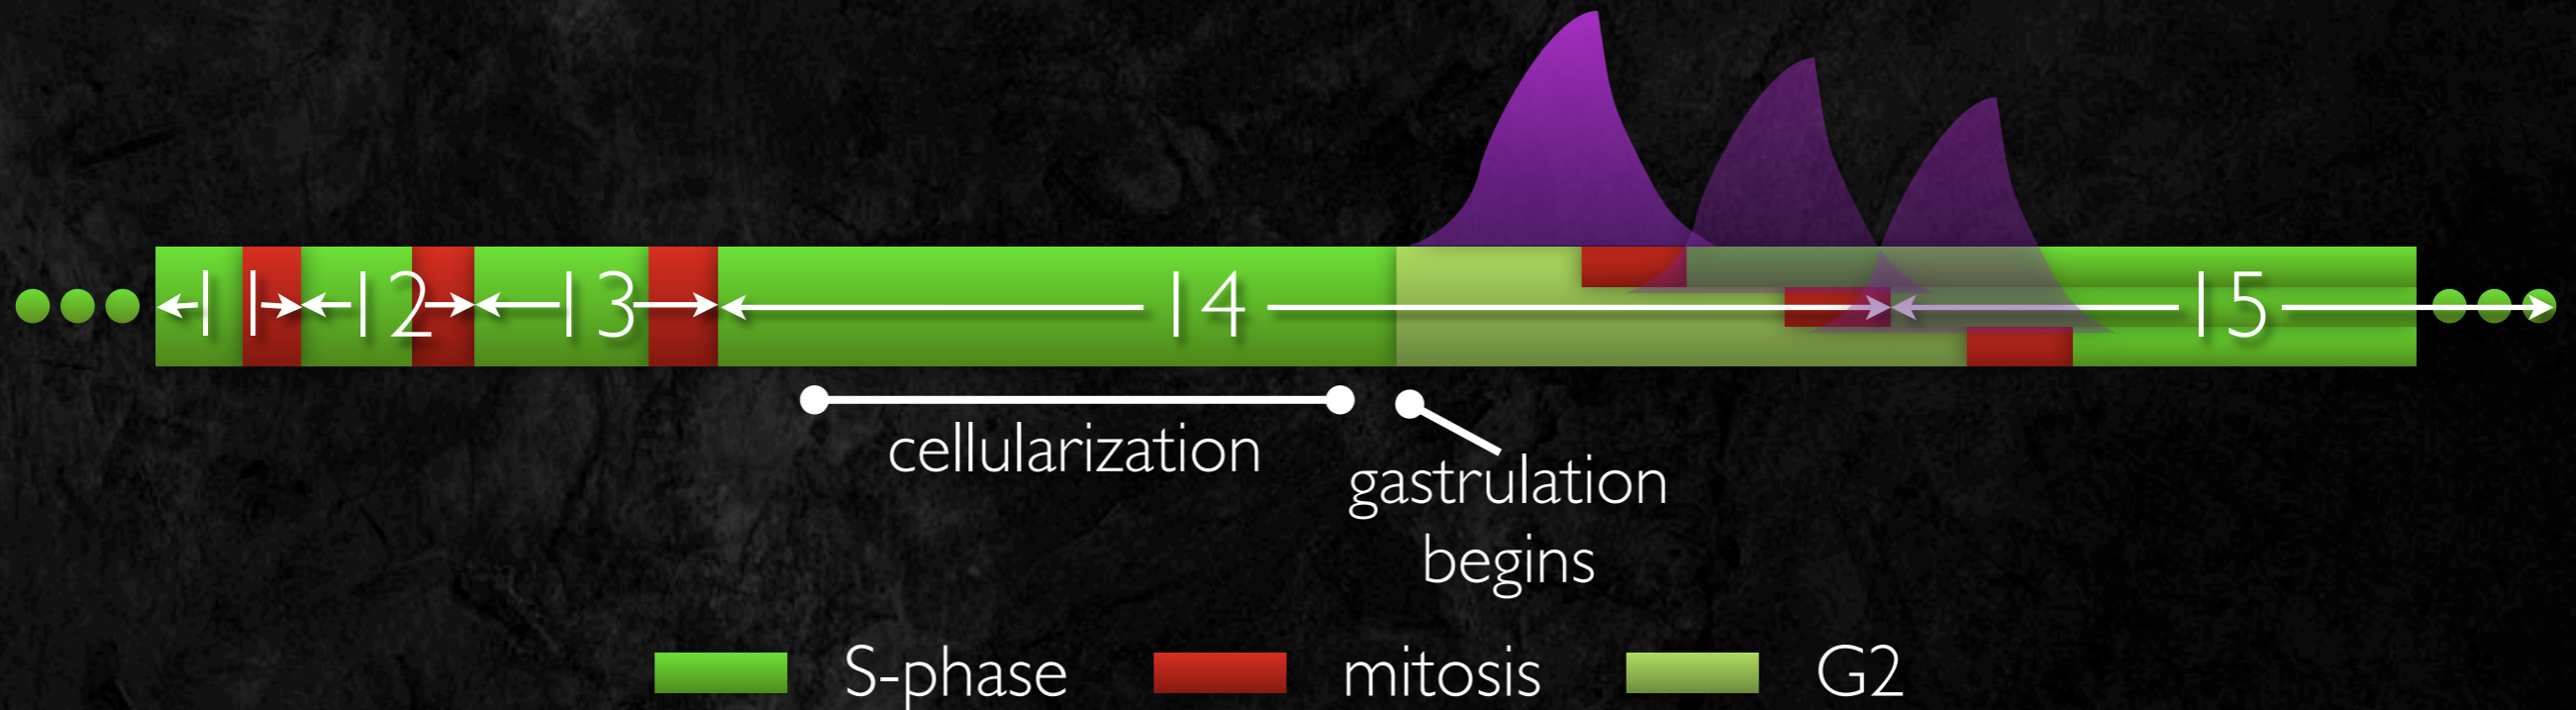 11 12 13 14 15
cellularization
gastrulation
begins
S-phase mitosis G2